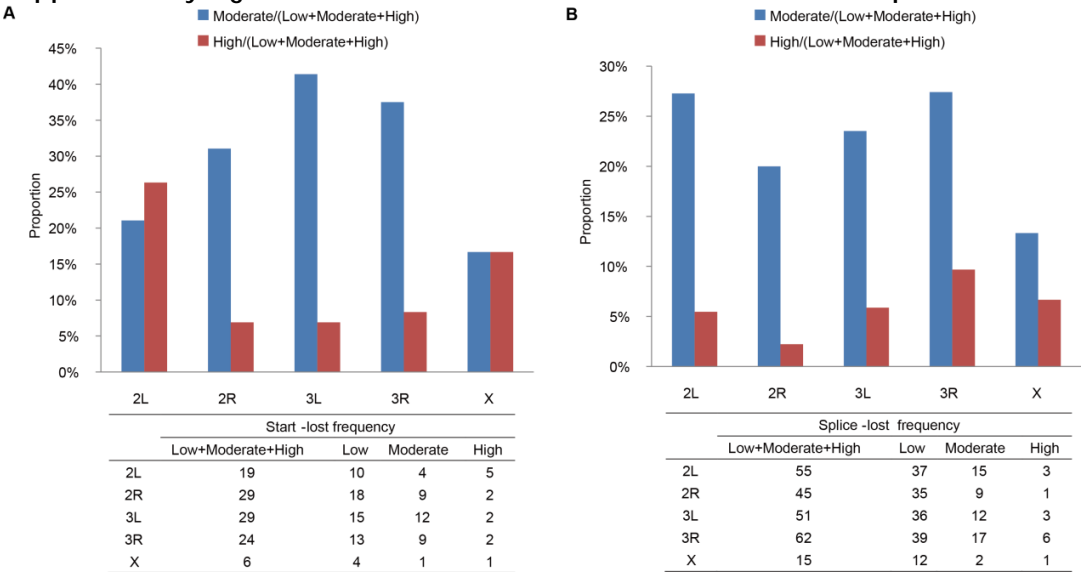 A
Moderate/(Low+Moderate+High)
High/(Low+Moderate+High)
45%
40%
35%
30%
25%
20%
15%
10%
5%
0%
Proportion
2L 2R 3L 3R X
Start -lost frequency
Low+Moderate+High Low Moderate High
2L 19 10 4 5
2R 29 18 9 2
3L 29 15 12 2
3R 24 13 9 2
X 6 4 1 1
B
Moderate/(Low+Moderate+High)
High/(Low+Moderate+High)
30%
25%
20%
15%
10%
5%
0%
Proportion
2L 2R 3L 3R X
Splice -lost frequency
Low+Moderate+High Low Moderate High
2L 55 37 15 3
2R 45 35 9 1
3L 51 36 12 3
3R 62 39 17 6
X 15 12 2 1